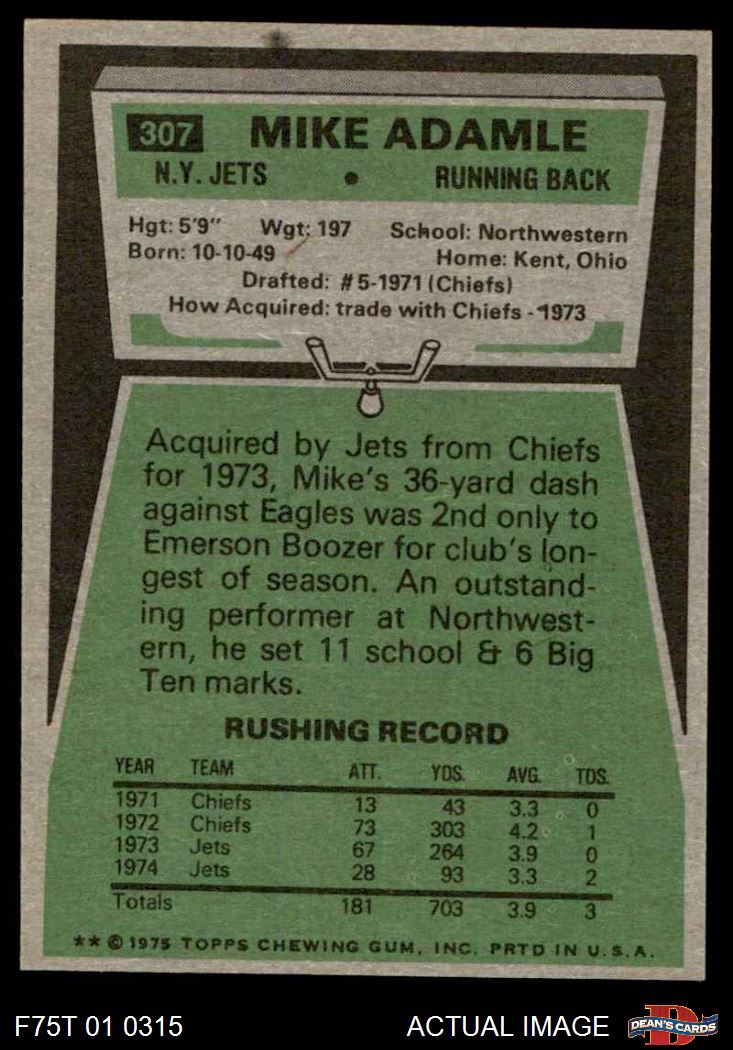 307 MIKE ADAMLE
N.Y. JETS • RUNNING BACK
Hgt: 5'9" Wgt: 197 School: Northwestern
Born: 10-10-49 Home: Kent, Ohio
Drafted: #5-1971 (Chiefs)
How Acquired: trade with Chiefs - 1973
Acquired by Jets from Chiefs
for 1973, Mike's 36-yard dash
against Eagles was 2nd only to
Emerson Boozer for club's lon-
gest of season. An outstand-
ing performer at Northwest-
ern, he set 11 school & 6 Big
Ten marks.
RUSHING RECORD
YEAR TEAM ATT. YDS. AVG. TDS.
1971 Chiefs 13 43 3.3 0
1972 Chiefs 73 303 4.2 1
1973 Jets 67 264 3.9 0
1974 Jets 28 93 3.3 2
Totals 181 703 3.9 3
** © 1975 TOPPS CHEWING GUM, INC. PRTD IN U.S.A.
F75T 01 0315 ACTUAL IMAGE D DEAN'S CARDS